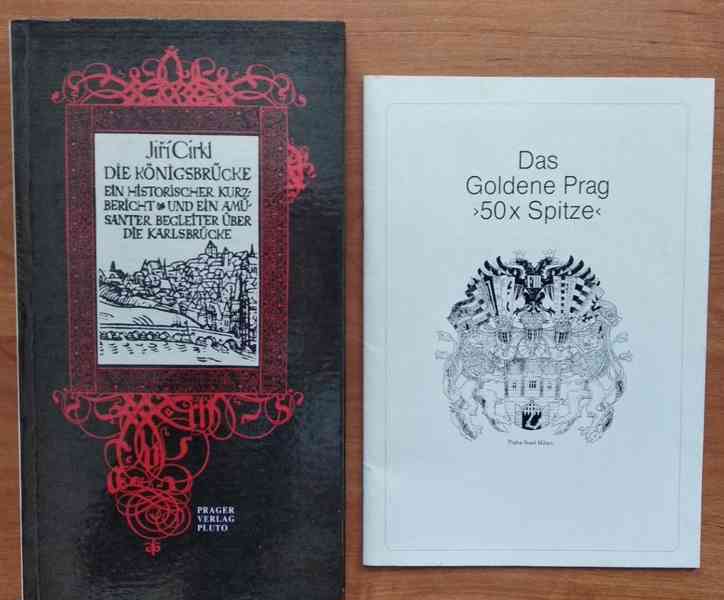 Jiří Cirkl
DIE KÖNIGSBRÜCKE
EIN HISTORISCHER KURZ-
BERICHT UND EIN AMÜ-
SANTER BEGLEITER ÜBER
DIE KARLSBRÜCKE
PRAGER
VERLAG
PLUTO
Das
Goldene Prag
›50x Spitze‹